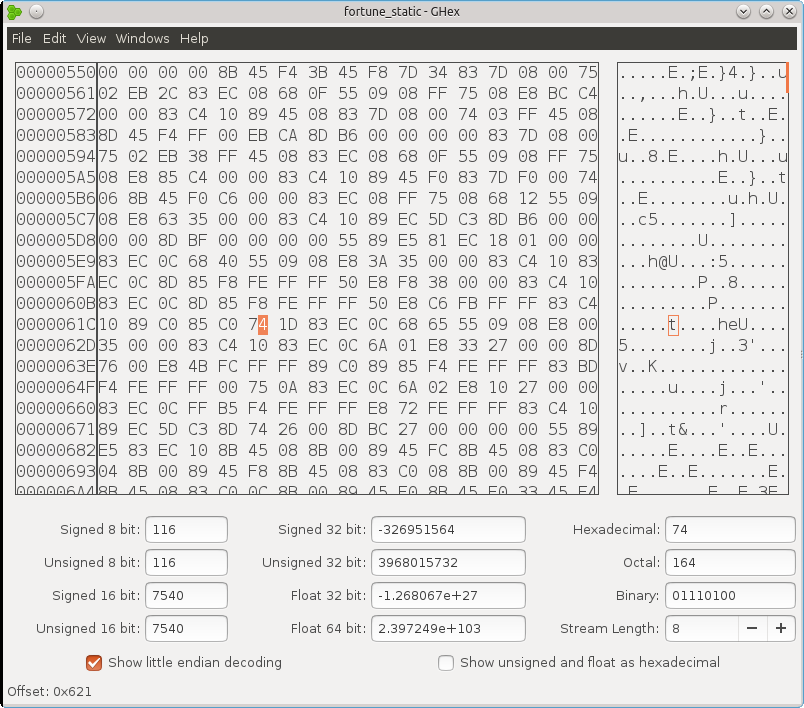 fortune_static - GHex
File Edit View Windows Help
00000550 00 00 00 00 8B 45 F4 3B 45 F8 7D 34 83 7D 08 00 75 .....E.;E.}4.}..u
00000561 02 EB 2C 83 EC 08 68 0F 55 09 08 FF 75 08 E8 BC C4 ..,...h.U...u....
00000572 00 00 83 C4 10 89 45 08 83 7D 08 00 74 03 FF 45 08 ......E..}..t..E.
00000583 8D 45 F4 FF 00 EB CA 8D B6 00 00 00 00 83 7D 08 00 .E............}..
00000594 75 02 EB 38 FF 45 08 83 EC 08 68 0F 55 09 08 FF 75 u..8.E....h.U...u
000005A5 08 E8 85 C4 00 00 83 C4 10 89 45 F0 83 7D F0 00 74 ..........E..}..t
000005B6 06 8B 45 F0 C6 00 00 83 EC 08 FF 75 08 68 12 55 09 ..E........u.h.U.
000005C7 08 E8 63 35 00 00 83 C4 10 89 EC 5D C3 8D B6 00 00 ..c5.......].....
000005D8 00 00 8D BF 00 00 00 00 55 89 E5 81 EC 18 01 00 00 ........U........
000005E9 83 EC 0C 68 40 55 09 08 E8 3A 35 00 00 83 C4 10 83 ...h@U...:5......
000005FA EC 0C 8D 85 F8 FE FF FF 50 E8 F8 38 00 00 83 C4 10 ........P..8.....
0000060B 83 EC 0C 8D 85 F8 FE FF FF 50 E8 C6 FB FF FF 83 C4 .........P.......
0000061C 10 89 C0 85 C0 74 1D 83 EC 0C 68 65 55 09 08 E8 00 .....t....heU....
0000062D 35 00 00 83 C4 10 83 EC 0C 6A 01 E8 33 27 00 00 8D 5........j..3'...
0000063E 76 00 E8 4B FC FF FF 89 C0 89 85 F4 FE FF FF 83 BD v..K.............
0000064F F4 FE FF FF 00 75 0A 83 EC 0C 6A 02 E8 10 27 00 00 .....u....j...'..
00000660 83 EC 0C FF B5 F4 FE FF FF E8 72 FE FF FF 83 C4 10 ..........r......
00000671 89 EC 5D C3 8D 74 26 00 8D BC 27 00 00 00 00 55 89 ..]..t&...'....U.
00000682 E5 83 EC 10 8B 45 08 8B 00 89 45 FC 8B 45 08 83 C0 .....E....E..E...
00000693 04 8B 00 89 45 F8 8B 45 08 83 C0 08 8B 00 89 45 F4 ....E..E.......E.
000006A4 8B 45 08 83 C0 0C 8B 00 89 45
Signed 8 bit: 116 Signed 32 bit: -326951564 Hexadecimal: 74
Unsigned 8 bit: 116 Unsigned 32 bit: 3968015732 Octal: 164
Signed 16 bit: 7540 Float 32 bit: -1.268067e+27 Binary: 01110100
Unsigned 16 bit: 7540 Float 64 bit: 2.397249e+103 Stream Length: 8 − +
Show little endian decoding Show unsigned and float as hexadecimal
Offset: 0x621